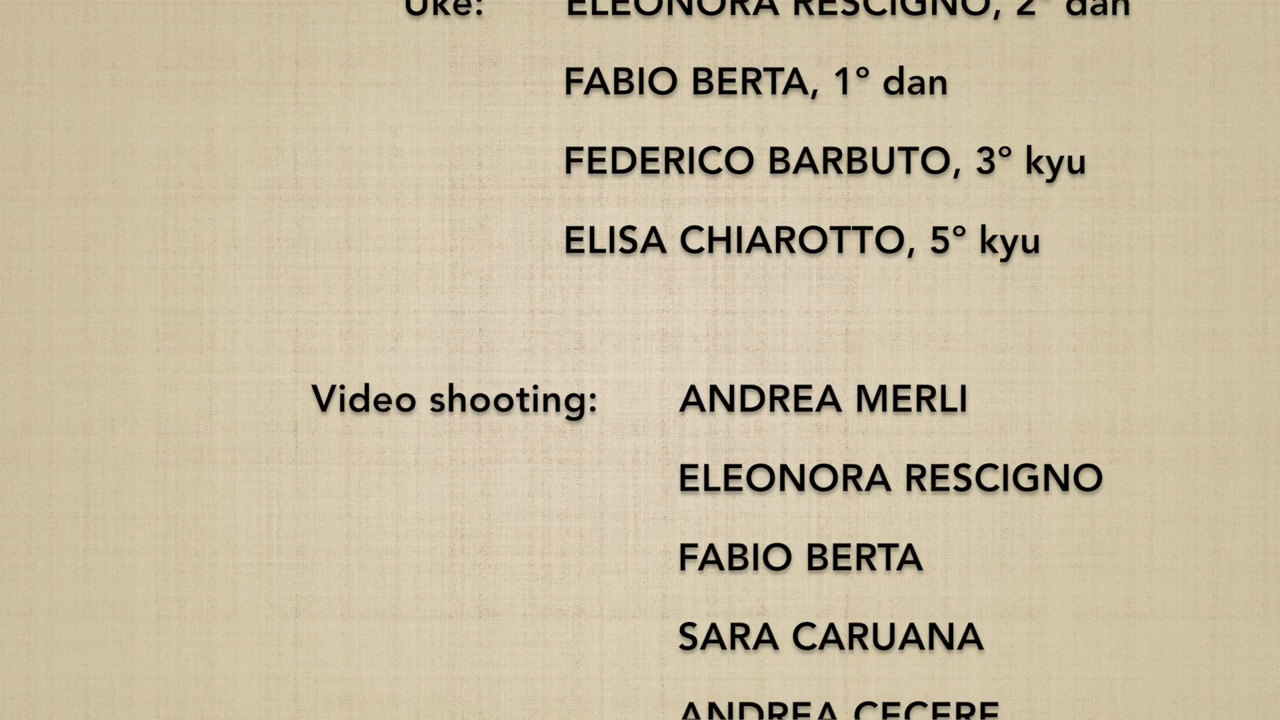 Uke: ELEONORA RESCIGNO, 2° dan
FABIO BERTA, 1° dan
FEDERICO BARBUTO, 3° kyu
ELISA CHIAROTTO, 5° kyu
Video shooting: ANDREA MERLI
ELEONORA RESCIGNO
FABIO BERTA
SARA CARUANA
ANDREA CECERE